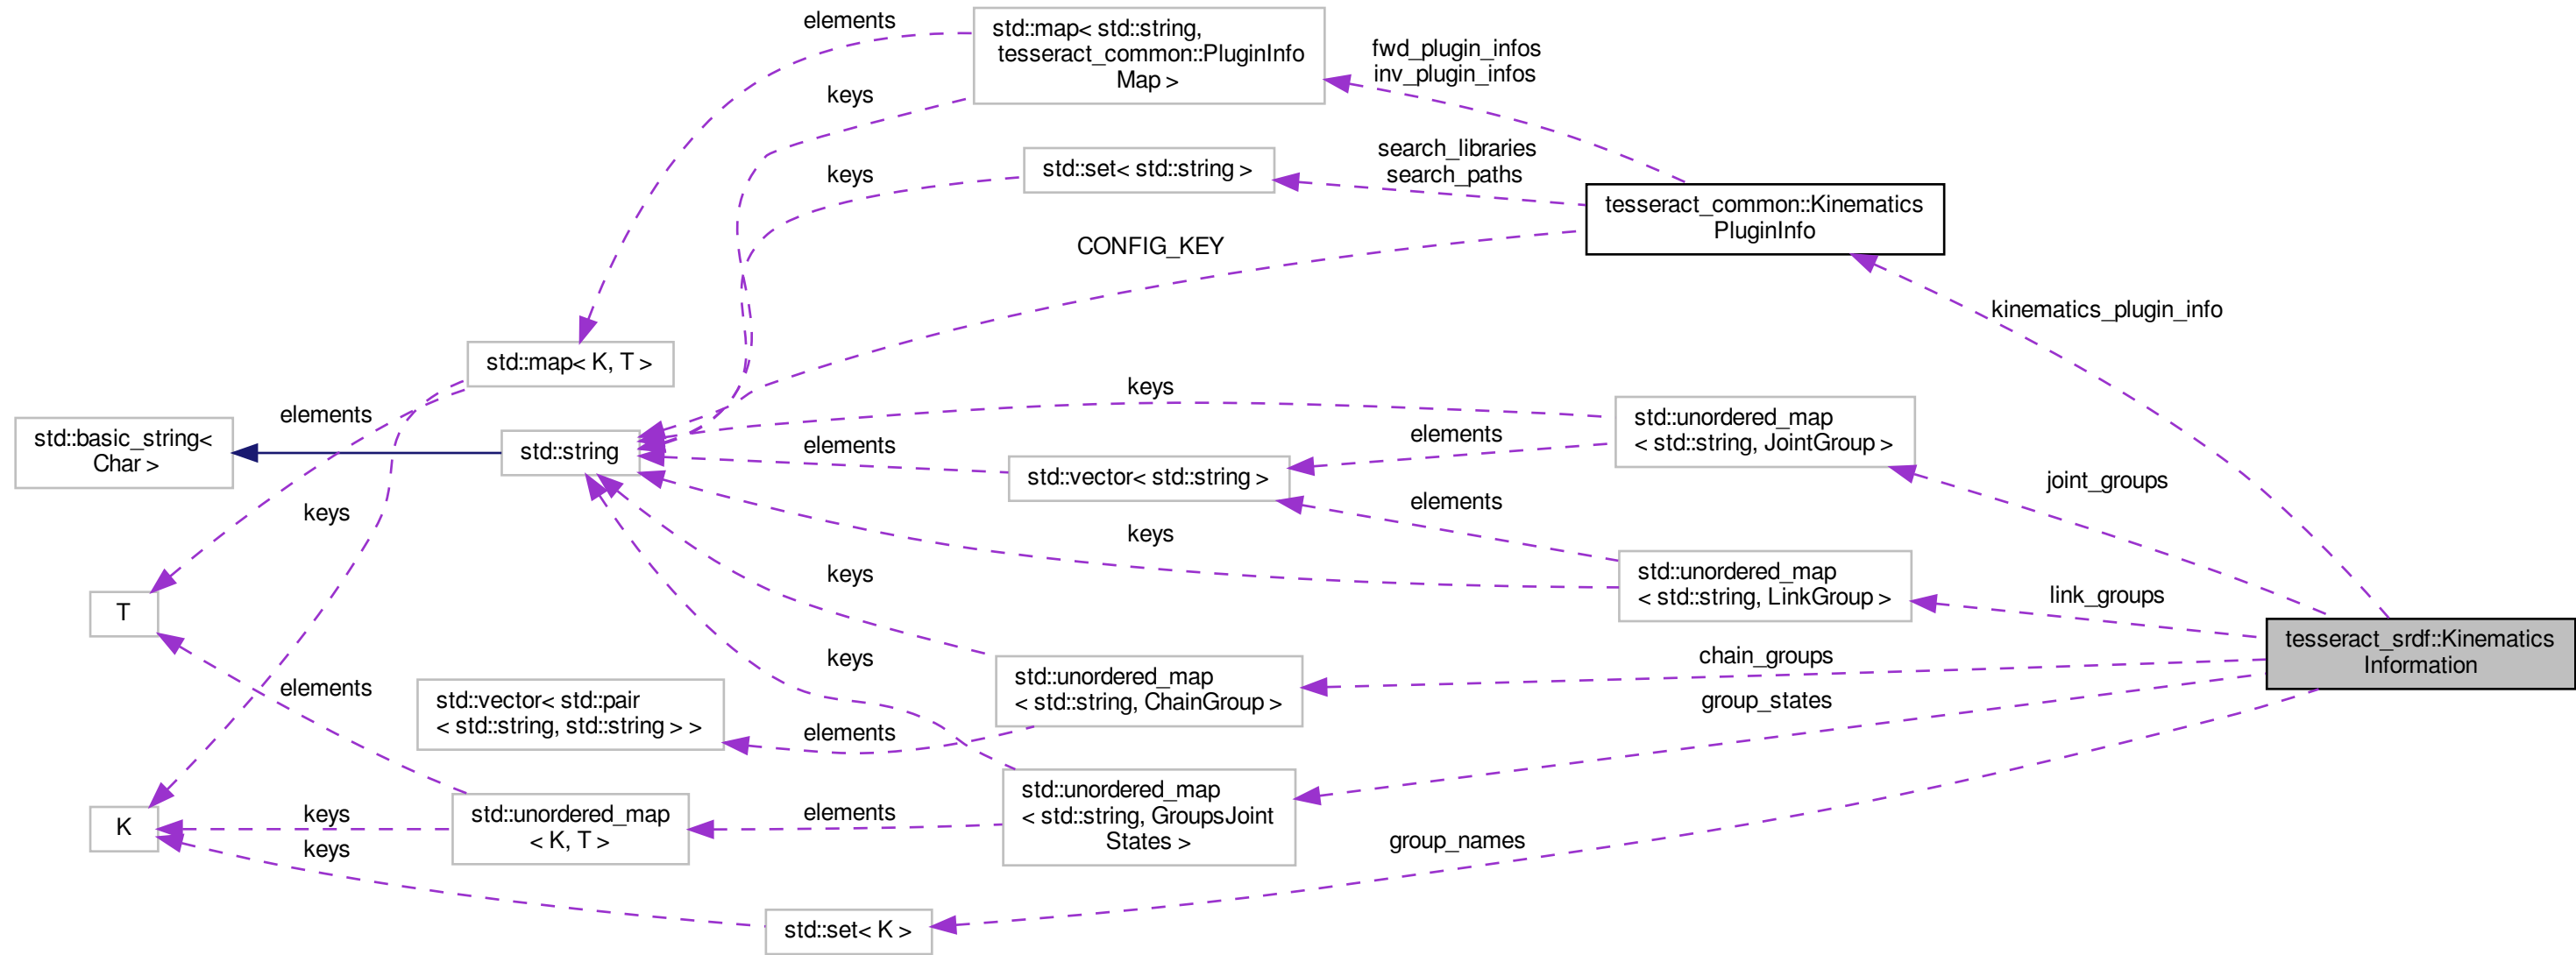 elements
std::map< std::string,
tesseract_common::PluginInfo
Map >
fwd_plugin_infos
inv_plugin_infos
keys
search_libraries
search_paths
keys
std::set< std::string >
tesseract_common::Kinematics
PluginInfo
CONFIG_KEY
kinematics_plugin_info
std::map< K, T >
keys
elements
std::unordered_map
< std::string, JointGroup >
std::basic_string<
Char >
std::string
elements
elements
std::vector< std::string >
joint_groups
keys
elements
keys
keys
std::unordered_map
< std::string, LinkGroup >
link_groups
T
tesseract_srdf::Kinematics
Information
keys
chain_groups
elements
std::vector< std::pair
< std::string, std::string > >
std::unordered_map
< std::string, ChainGroup >
group_states
elements
K
keys
keys
std::unordered_map
< K, T >
elements
std::unordered_map
< std::string, GroupsJoint
States >
group_names
std::set< K >